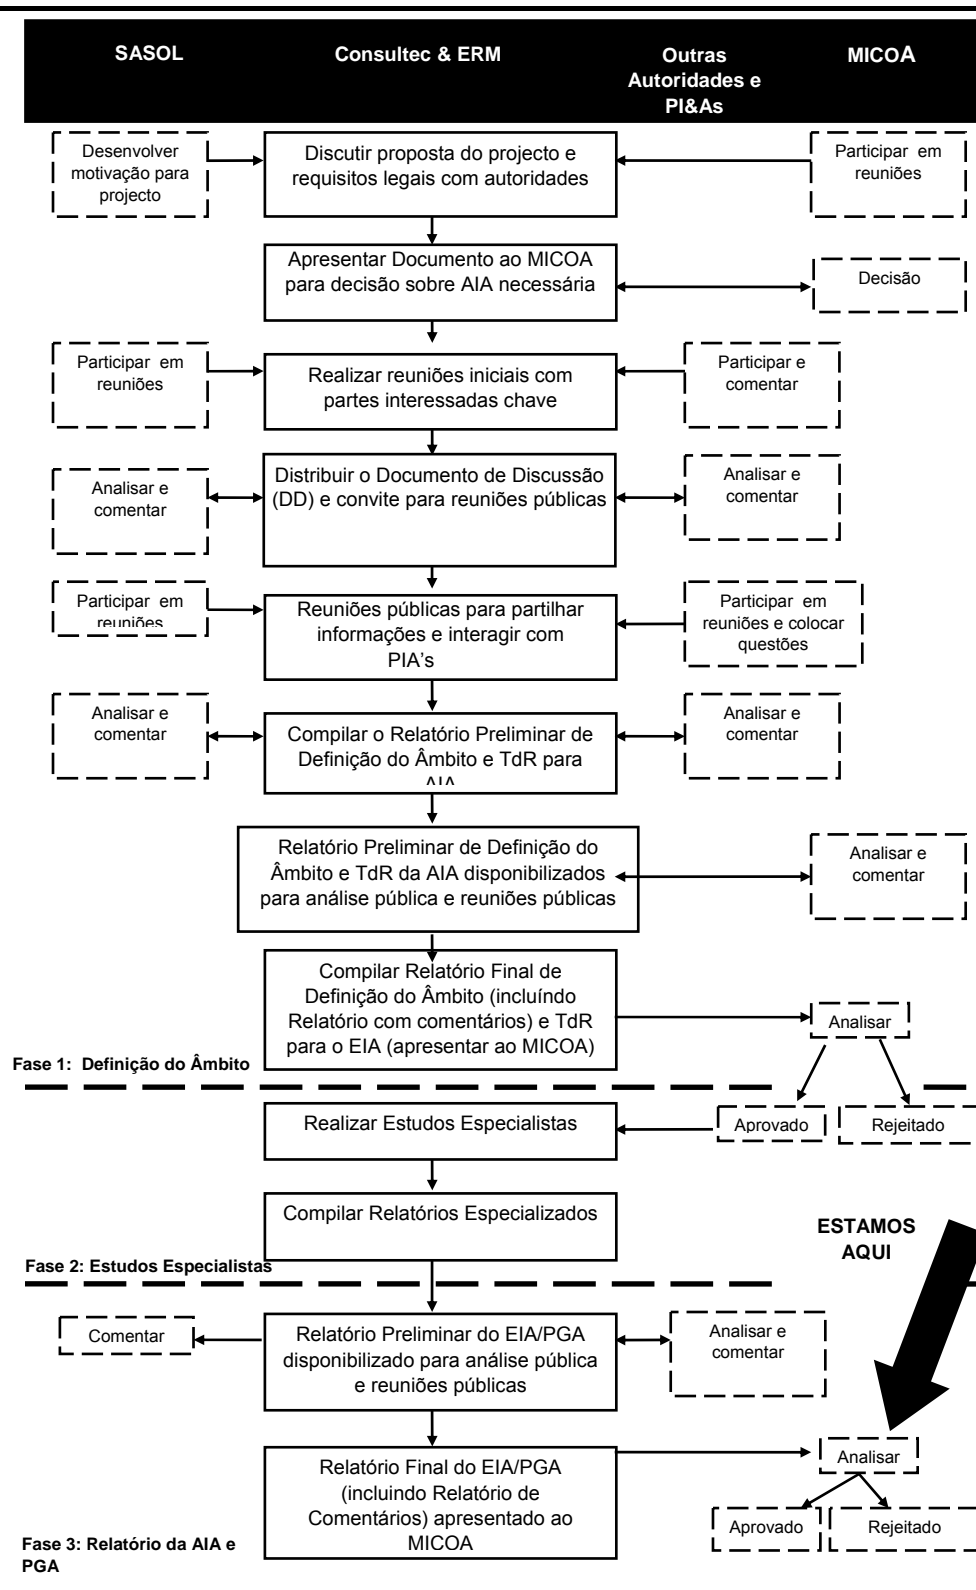 SASOL
Consultec & ERM
Outras
Autoridades e
PI&As
MICOA
Desenvolver
motivação para
projecto
Discutir proposta do projecto e
requisitos legais com autoridades
Participar em
reuniões
Apresentar Documento ao MICOA
para decisão sobre AIA necessária
Decisão
Participar em
reuniões
Realizar reuniões iniciais com
partes interessadas chave
Participar e
comentar
Analisar e
comentar
Distribuir o Documento de Discussão
(DD) e convite para reuniões públicas
Analisar e
comentar
Participar em
reuniões
Reuniões públicas para partilhar
informações e interagir com
PIA's
Participar em
reuniões e colocar
questões
Analisar e
comentar
Compilar o Relatório Preliminar de
Definição do Âmbito e TdR para
AIA
Analisar e
comentar
Relatório Preliminar de Definição do
Âmbito e TdR da AIA disponibilizados
para análise pública e reuniões públicas
Analisar e
comentar
Compilar Relatório Final de
Definição do Âmbito (incluíndo
Relatório com comentários) e TdR
para o EIA (apresentar ao MICOA)
Analisar
Fase 1: Definição do Âmbito
Realizar Estudos Especialistas
Aprovado
Rejeitado
Compilar Relatórios Especializados
ESTAMOS
AQUI
Fase 2: Estudos Especialistas
Comentar
Relatório Preliminar do EIA/PGA
disponibilizado para análise pública
e reuniões públicas
Analisar e
comentar
Relatório Final do EIA/PGA
(incluindo Relatório de
Comentários) apresentado ao
MICOA
Analisar
Aprovado
Rejeitado
Fase 3: Relatório da AIA e
PGA